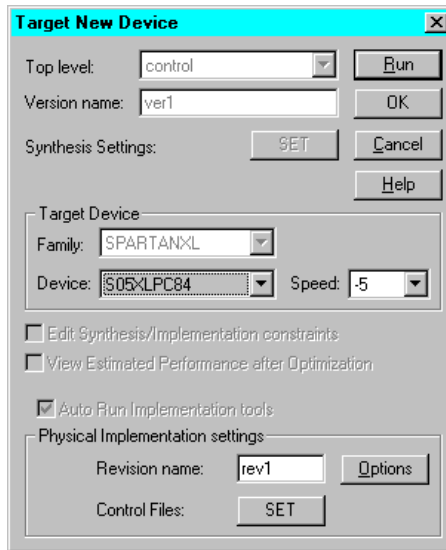 Target New Device
Top level: control Run
Version name: ver1 OK
Synthesis Settings: SET Cancel
Help
Target Device
Family: SPARTANXL
Device: S05XLPC84 Speed: -5
Edit Synthesis/Implementation constraints
View Estimated Performance after Optimization
Auto Run Implementation tools
Physical Implementation settings
Revision name: rev1 Options
Control Files: SET